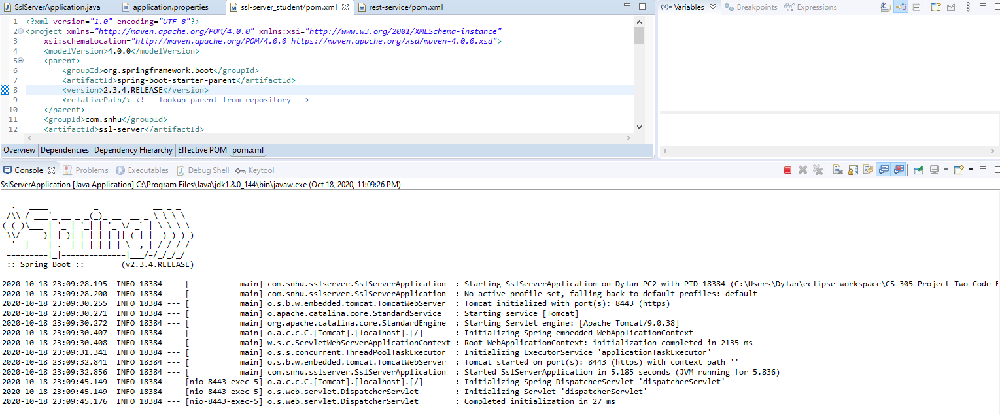 SslServerApplication.java application.properties ssl-server_student/pom.xml rest-service/pom.xml
(x)= Variables Breakpoints Expressions
1 <?xml version="1.0" encoding="UTF-8"?>
2 <project xmlns="http://maven.apache.org/POM/4.0.0" xmlns:xsi="http://www.w3.org/2001/XMLSchema-instance"
3 xsi:schemaLocation="http://maven.apache.org/POM/4.0.0 https://maven.apache.org/xsd/maven-4.0.0.xsd">
4 <modelVersion>4.0.0</modelVersion>
5 <parent>
6 <groupId>org.springframework.boot</groupId>
7 <artifactId>spring-boot-starter-parent</artifactId>
8 <version>2.3.4.RELEASE</version>
9 <relativePath/> <!-- lookup parent from repository -->
10 </parent>
11 <groupId>com.snhu</groupId>
12 <artifactId>ssl-server</artifactId>
Overview Dependencies Dependency Hierarchy Effective POM pom.xml
Console Problems Executables Debug Shell Keytool
SslServerApplication [Java Application] C:\Program Files\Java\jdk1.8.0_144\bin\javaw.exe (Oct 18, 2020, 11:09:26 PM)
Spring
:: Spring Boot :: (v2.3.4.RELEASE)
2020-10-18 23:09:28.195 INFO 18384 --- [ main] com.snhu.sslserver.SslServerApplication : Starting SslServerApplication on Dylan-PC2 with PID 18384 (C:\Users\Dylan\eclipse-workspace\CS 305 Project Two Code
2020-10-18 23:09:28.200 INFO 18384 --- [ main] com.snhu.sslserver.SslServerApplication : No active profile set, falling back to default profiles: default
2020-10-18 23:09:30.255 INFO 18384 --- [ main] o.s.b.w.embedded.tomcat.TomcatWebServer : Tomcat initialized with port(s): 8443 (https)
2020-10-18 23:09:30.271 INFO 18384 --- [ main] o.apache.catalina.core.StandardService : Starting service [Tomcat]
2020-10-18 23:09:30.272 INFO 18384 --- [ main] org.apache.catalina.core.StandardEngine : Starting Servlet engine: [Apache Tomcat/9.0.38]
2020-10-18 23:09:30.407 INFO 18384 --- [ main] o.a.c.c.C.[Tomcat].[localhost].[/] : Initializing Spring embedded WebApplicationContext
2020-10-18 23:09:30.408 INFO 18384 --- [ main] w.s.c.ServletWebServerApplicationContext : Root WebApplicationContext: initialization completed in 2135 ms
2020-10-18 23:09:31.341 INFO 18384 --- [ main] o.s.s.concurrent.ThreadPoolTaskExecutor : Initializing ExecutorService 'applicationTaskExecutor'
2020-10-18 23:09:32.841 INFO 18384 --- [ main] o.s.b.w.embedded.tomcat.TomcatWebServer : Tomcat started on port(s): 8443 (https) with context path ''
2020-10-18 23:09:32.856 INFO 18384 --- [ main] com.snhu.sslserver.SslServerApplication : Started SslServerApplication in 5.185 seconds (JVM running for 5.836)
2020-10-18 23:09:45.149 INFO 18384 --- [nio-8443-exec-5] o.a.c.c.C.[Tomcat].[localhost].[/] : Initializing Spring DispatcherServlet 'dispatcherServlet'
2020-10-18 23:09:45.149 INFO 18384 --- [nio-8443-exec-5] o.s.web.servlet.DispatcherServlet : Initializing Servlet 'dispatcherServlet'
2020-10-18 23:09:45.176 INFO 18384 --- [nio-8443-exec-5] o.s.web.servlet.DispatcherServlet : Completed initialization in 27 ms